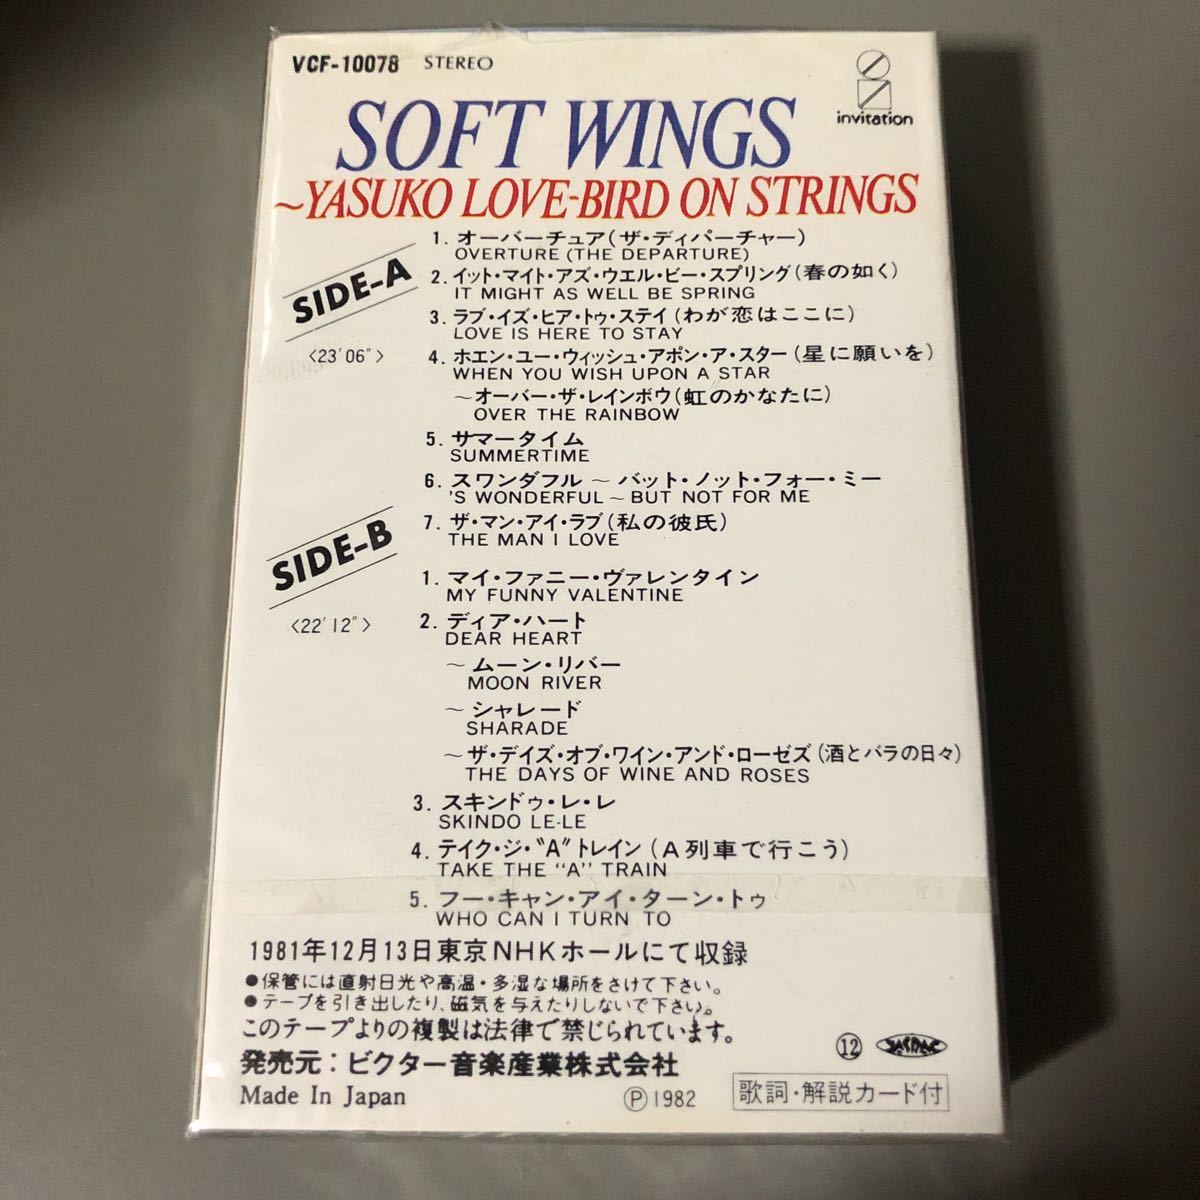 VCF-10078 STEREO
invitation
SOFT WINGS
~YASUKO LOVE-BIRD ON STRINGS
SIDE-A
〈23′06″〉
1. オーバーチュア(ザ・ディパーチャー)
OVERTURE (THE DEPARTURE)
2. イット・マイト・アズ・ウエル・ビー・スプリング(春の如く)
IT MIGHT AS WELL BE SPRING
3. ラブ・イズ・ヒア・トゥ・ステイ(わが恋はここに)
LOVE IS HERE TO STAY
4. ホエン・ユー・ウィッシュ・アポン・ア・スター(星に願いを)
WHEN YOU WISH UPON A STAR
~オーバー・ザ・レインボウ(虹のかなたに)
OVER THE RAINBOW
5. サマータイム
SUMMERTIME
6. スワンダフル ~ バット・ノット・フォー・ミー
'S WONDERFUL ~ BUT NOT FOR ME
7. ザ・マン・アイ・ラブ(私の彼氏)
THE MAN I LOVE
SIDE-B
〈22′12″〉
1. マイ・ファニー・ヴァレンタイン
MY FUNNY VALENTINE
2. ディア・ハート
DEAR HEART
~ ムーン・リバー
MOON RIVER
~ シャレード
SHARADE
~ ザ・デイズ・オブ・ワイン・アンド・ローゼズ(酒とバラの日々)
THE DAYS OF WINE AND ROSES
3. スキンドゥ・レ・レ
SKINDO LE-LE
4. テイク・ジ・"A"トレイン(A列車で行こう)
TAKE THE "A" TRAIN
5. フー・キャン・アイ・ターン・トゥ
WHO CAN I TURN TO
1981年12月13日東京NHKホールにて収録
●保管には直射日光や高温・多湿な場所をさけて下さい。
●テープを引き出したり、磁気を与えたりしないで下さい。
このテープよりの複製は法律で禁じられています。
発売元:ビクター音楽産業株式会社
⑫
Made In Japan
Ⓟ1982
歌詞・解説カード付